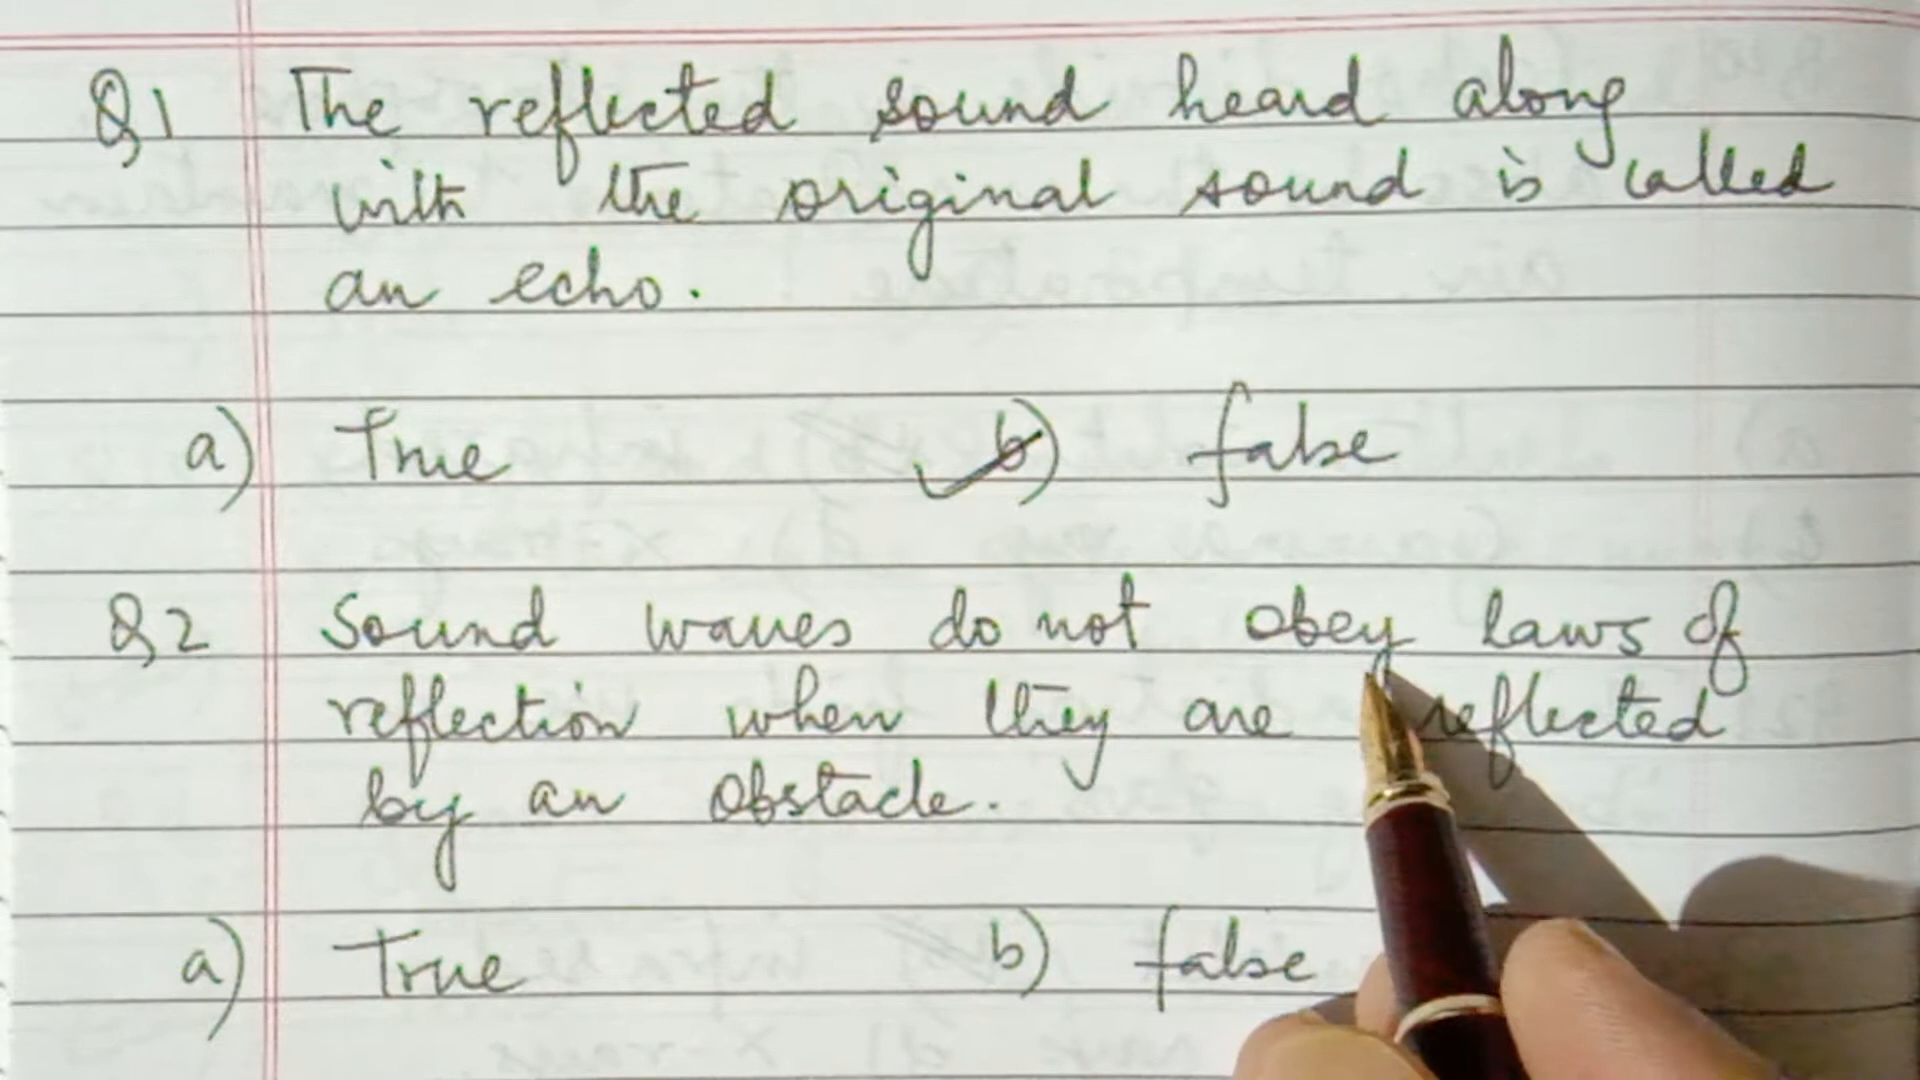 Q1 The reflected sound heard along
with the original sound is called
an echo.
a) True b) false
Q2 Sound waves do not obey laws of
reflection when they are reflected
by an obstacle.
a) True b) false